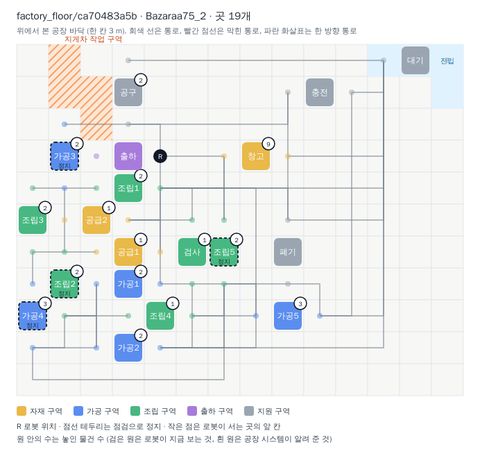 factory_floor/ca70483a5b · Bazaraa75_2 · 곳 19개
위에서 본 공장 바닥 (한 칸 3 m). 회색 선은 통로, 빨간 점선은 막힌 통로, 파란 화살표는 한 방향 통로
지게차 작업 구역
대기
전립
2
공구
충전
2
가공3
정지
출하
R
9
창고
2
조립1
2
조립3
1
공급2
1
공급1
1
검사
2
조립5
정지
폐기
2
조립2
정지
2
가공1
3
가공4
정지
1
조립4
3
가공5
2
가공2
자재 구역
가공 구역
조립 구역
출하 구역
지원 구역
R 로봇 위치 · 점선 테두리는 점검으로 정지 · 작은 점은 로봇이 서는 곳의 앞 칸
원 안의 수는 놓인 물건 수 (검은 원은 로봇이 지금 보는 것, 흰 원은 공장 시스템이 알려 준 것)